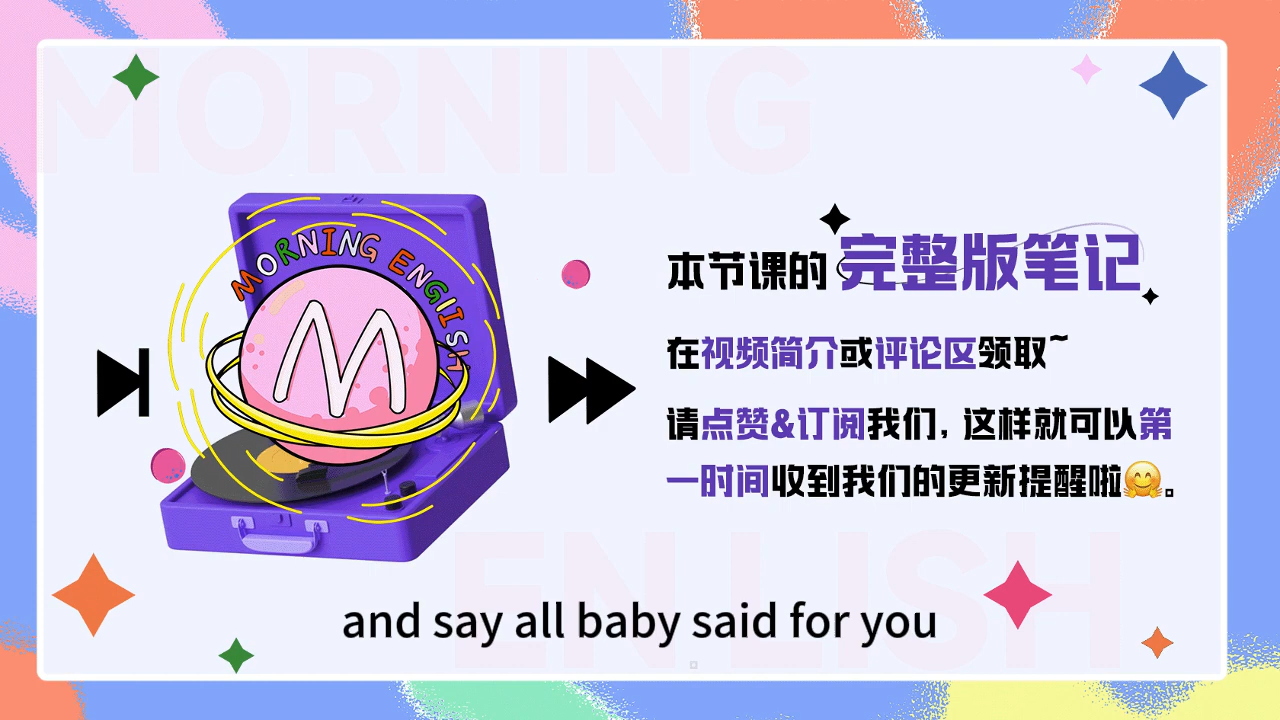 MORNING
MORNING ENGlISH
M
本节课的 完整版笔记
在视频简介或评论区领取~
请点赞&订阅我们, 这样就可以第
一时间收到我们的更新提醒啦🤗。
EN LISH
and say all baby said for you